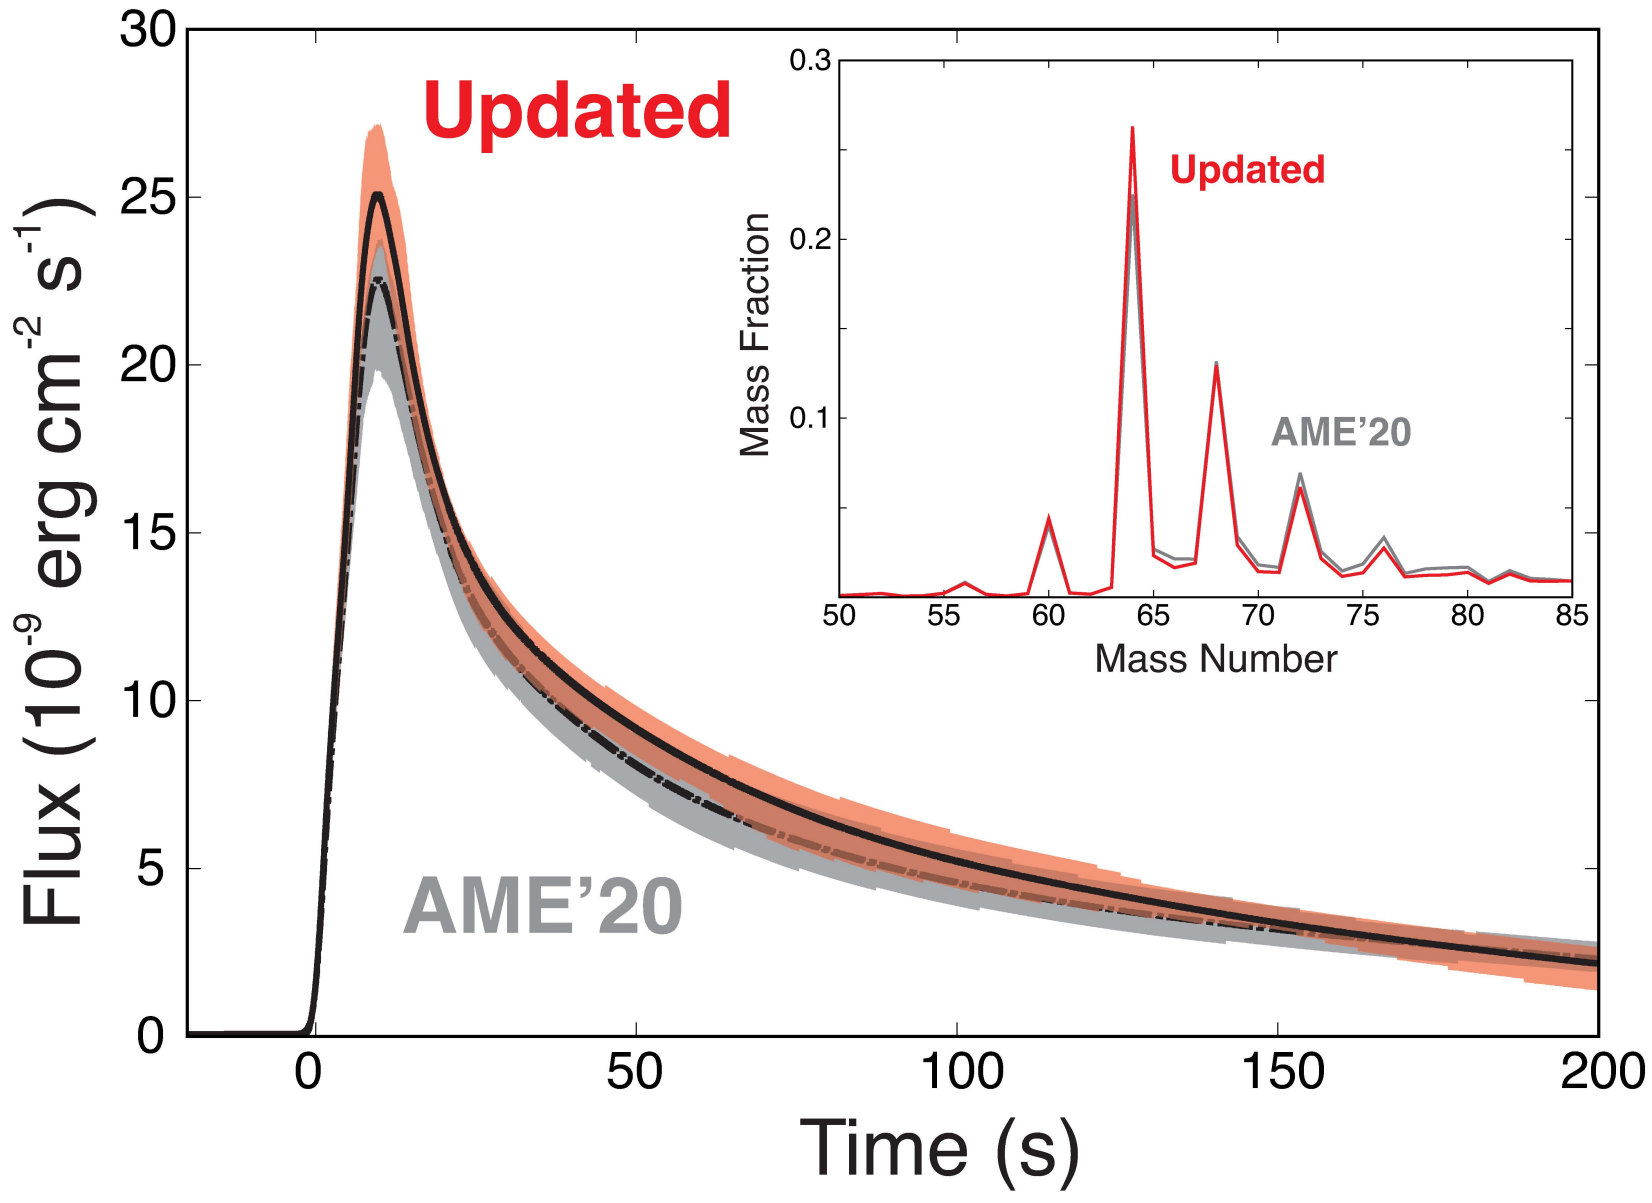 30
25
20
15
10
5
0
Flux (10⁻⁹ erg cm⁻² s⁻¹)
0 50 100 150 200
Time (s)
Updated
AME’20
0.3
0.2
0.1
Mass Fraction
Updated
AME’20
50 55 60 65 70 75 80 85
Mass Number